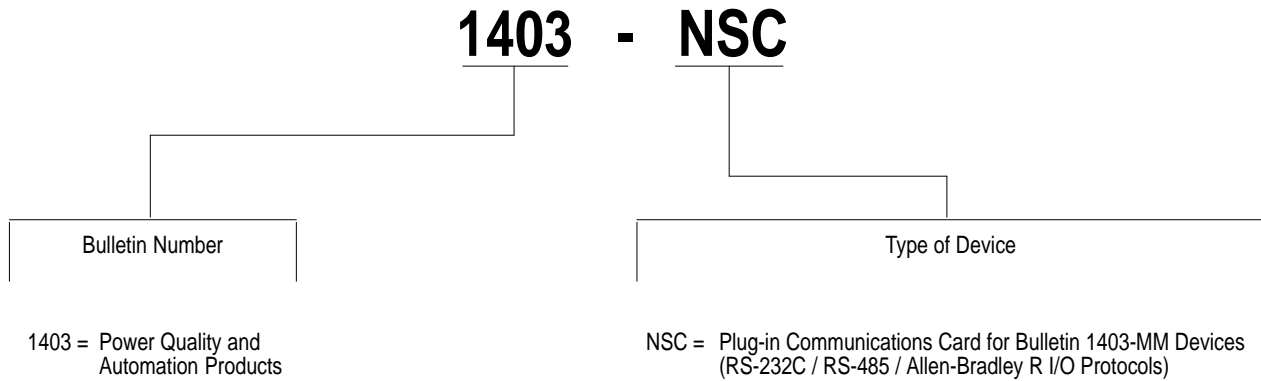 1403 - NSC
Bulletin Number
Type of Device
1403 = Power Quality and
Automation Products
NSC = Plug-in Communications Card for Bulletin 1403-MM Devices
(RS-232C / RS-485 / Allen-Bradley R I/O Protocols)